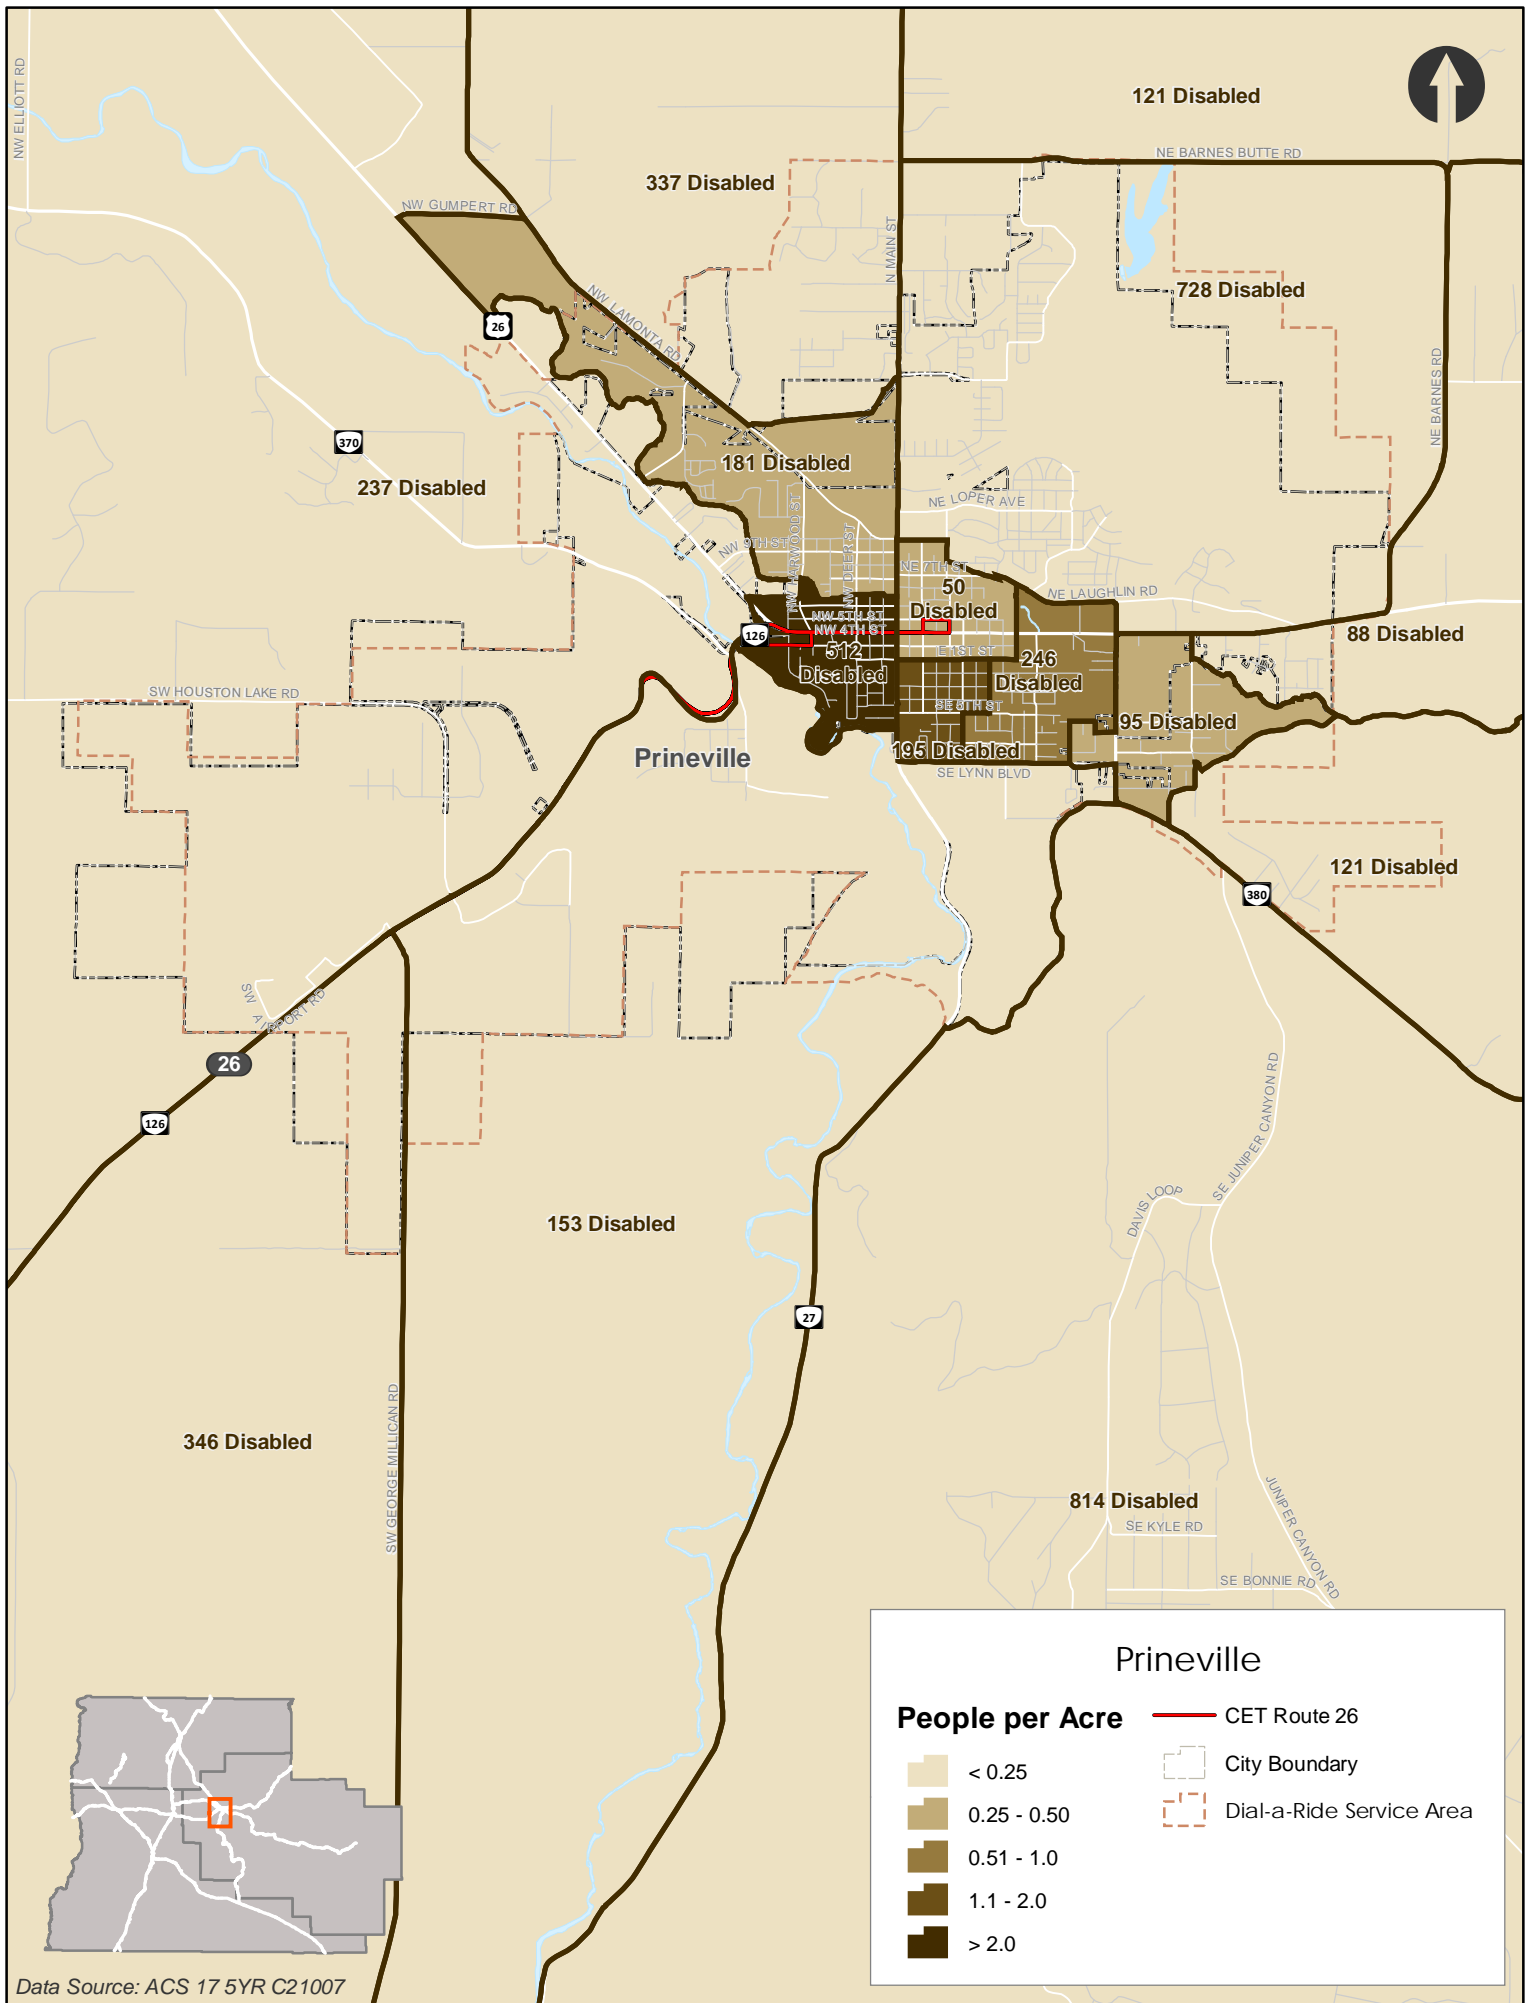 NW ELLIOTT RD
121 Disabled
NE BARNES BUTTE RD
337 Disabled
NW GUMPERT RD
N MAIN ST
728 Disabled
NW LAMONTA RD
26
NE BARNES RD
370
181 Disabled
237 Disabled
NE LOPER AVE
NW HARWOOD ST
NW DEER ST
NW 9TH ST
NE 7TH ST
50
Disabled
NE LAUGHLIN RD
NW 5TH ST
NW 4TH ST
126
88 Disabled
E 1ST ST
512
Disabled
246
Disabled
SW HOUSTON LAKE RD
SE 5TH ST
95 Disabled
195 Disabled
Prineville
SE LYNN BLVD
121 Disabled
380
SW AIRPORT RD
26
126
SE JUNIPER CANYON RD
DAVIS LOOP
153 Disabled
27
SW GEORGE MILLICAN RD
346 Disabled
814 Disabled
SE KYLE RD
JUNIPER CANYON RD
SE BONNIE RD
Prineville
People per Acre
< 0.25
0.25 - 0.50
0.51 - 1.0
1.1 - 2.0
> 2.0
CET Route 26
City Boundary
Dial-a-Ride Service Area
Data Source: ACS 17 5YR C21007